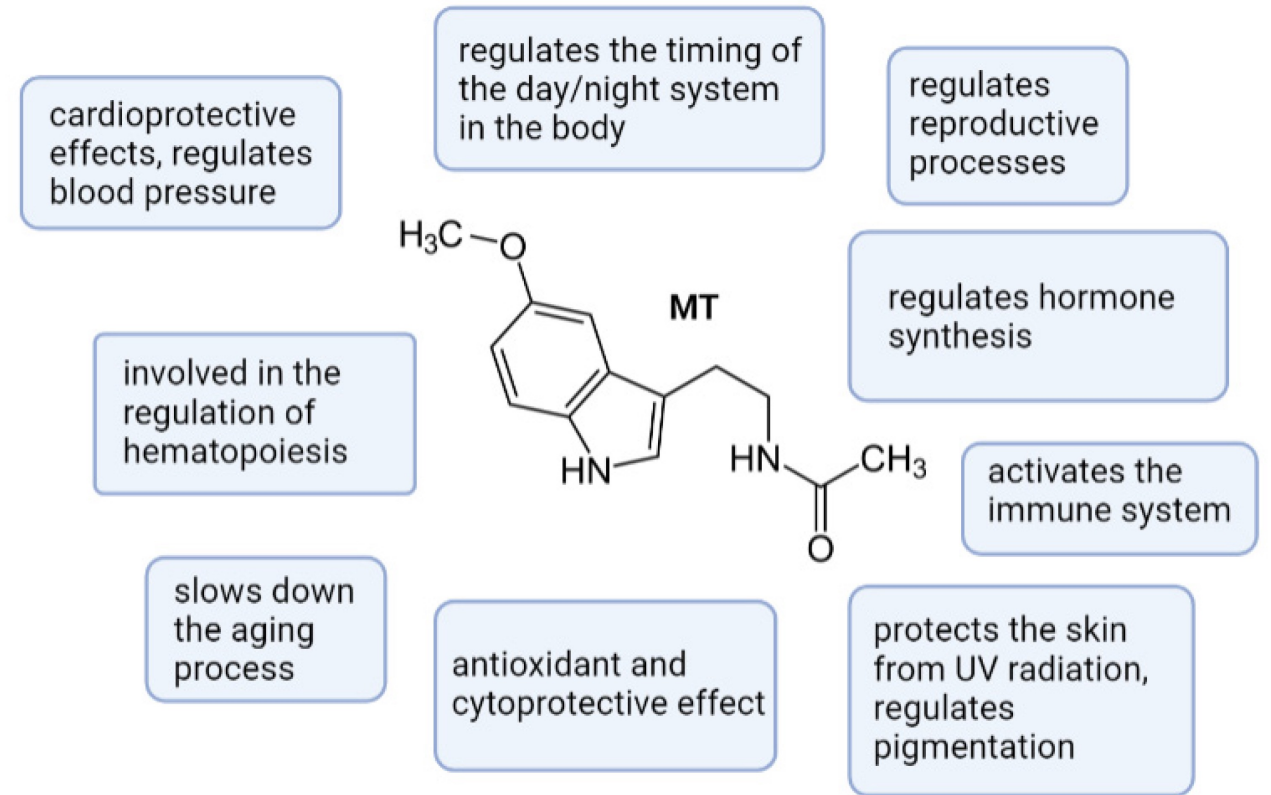 regulates the timing of
the day/night system
in the body
regulates
reproductive
processes
cardioprotective
effects, regulates
blood pressure
H₃C
O
MT
regulates hormone
synthesis
involved in the
regulation of
hematopoiesis
HN
HN
CH₃
O
activates the
immune system
slows down
the aging
process
antioxidant and
cytoprotective effect
protects the skin
from UV radiation,
regulates
pigmentation